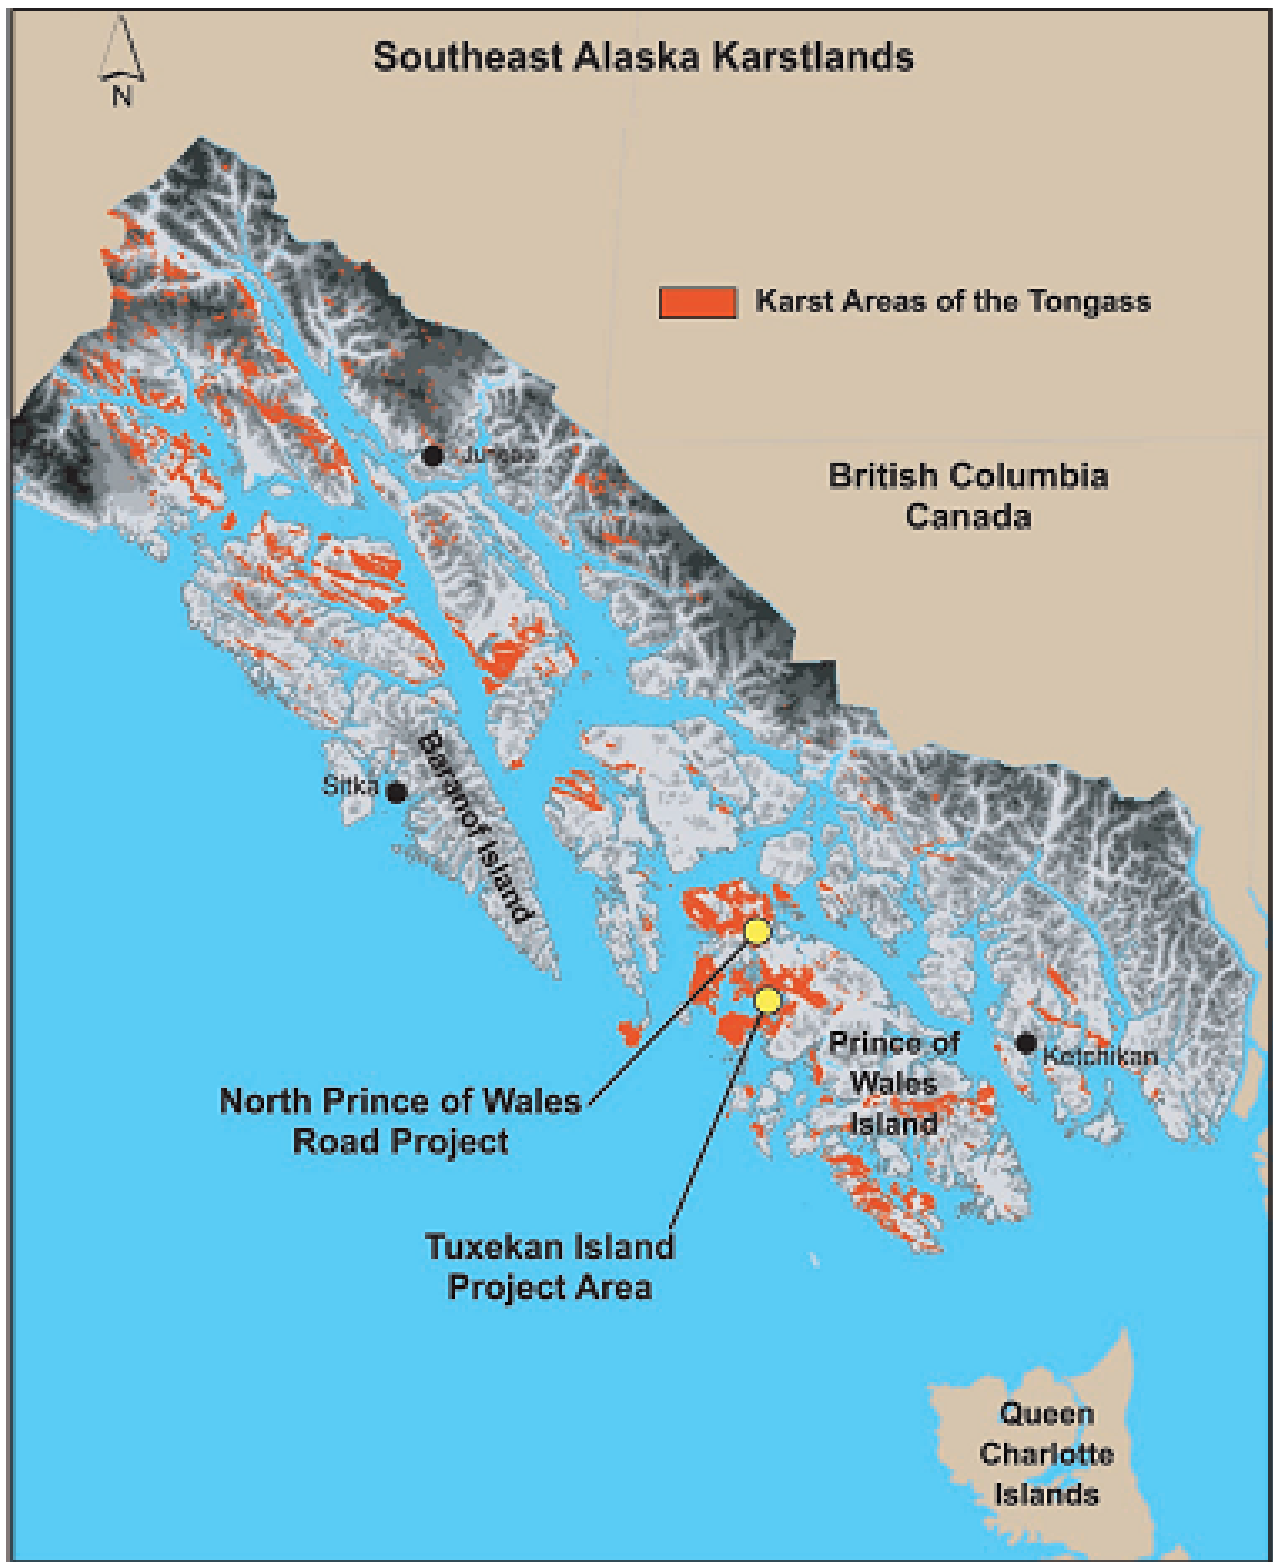 Southeast Alaska Karstlands
N
Karst Areas of the Tongass
Juneau
British Columbia
Canada
Sitka
Baranof Island
Prince of
Wales
Island
Ketchikan
North Prince of Wales
Road Project
Tuxekan Island
Project Area
Queen
Charlotte
Islands